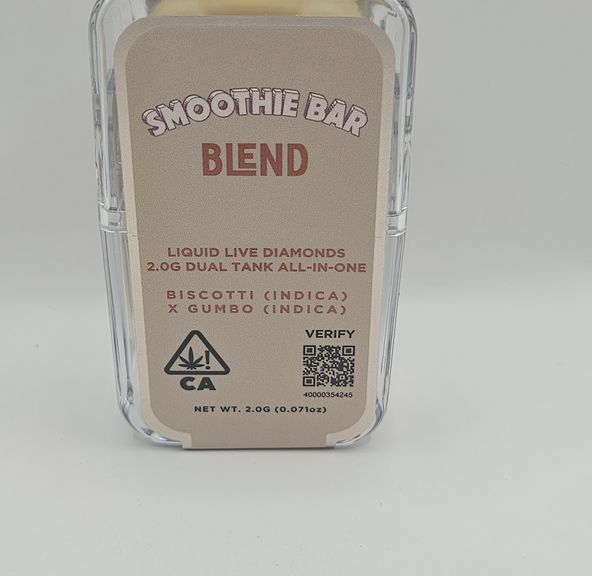 SMOOTHIE BAR
BLEND
LIQUID LIVE DIAMONDS
2.0G DUAL TANK ALL-IN-ONE
BISCOTTI (INDICA)
X GUMBO (INDICA)
VERIFY
CA
40000354245
NET WT. 2.0G (0.071oz)